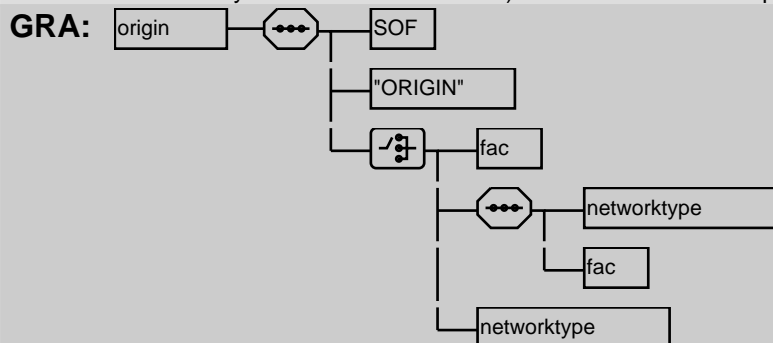 GRA: origin SOF
"ORIGIN"
fac
networktype
fac
networktype